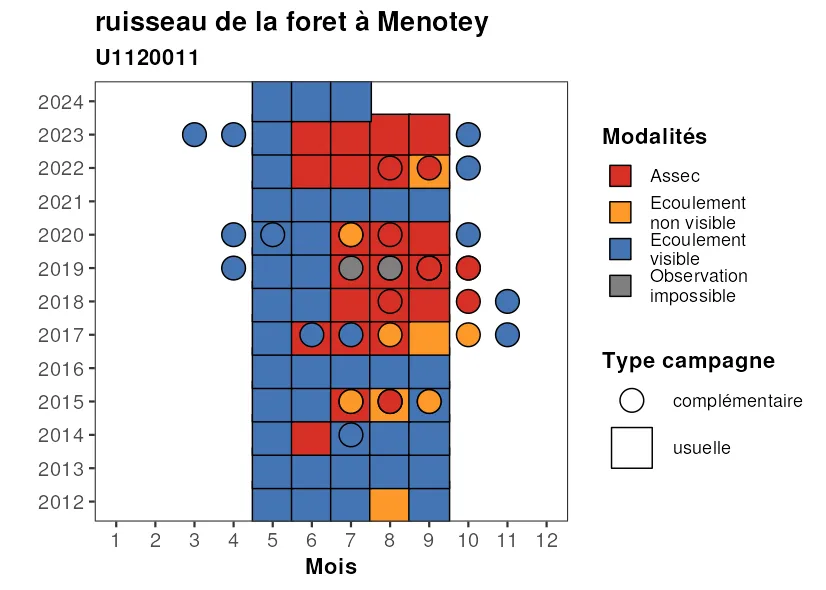 ruisseau de la foret à Menotey
U1120011
2024
2023
2022
2021
2020
2019
2018
2017
2016
2015
2014
2013
2012
1 2 3 4 5 6 7 8 9 10 11 12
Mois
Modalités
Assec
Ecoulement
non visible
Ecoulement
visible
Observation
impossible
Type campagne
complémentaire
usuelle